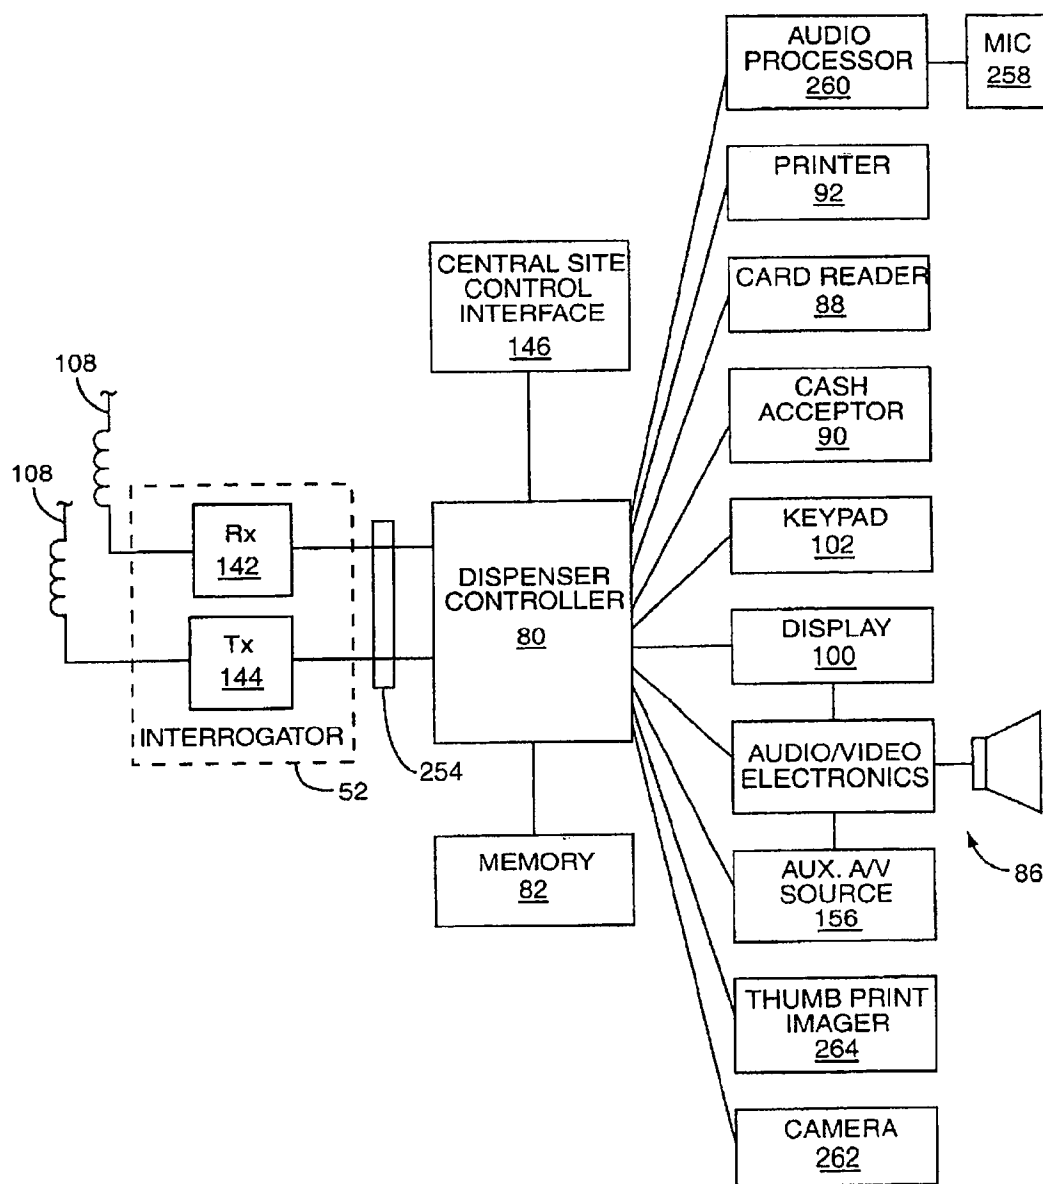 AUDIO
PROCESSOR
260
MIC
258
PRINTER
92
CENTRAL SITE
CONTROL
INTERFACE
146
CARD READER
88
CASH
ACCEPTOR
90
108
108
Rx
142
Tx
144
INTERROGATOR
52
254
DISPENSER
CONTROLLER
80
KEYPAD
102
DISPLAY
100
AUDIO/VIDEO
ELECTRONICS
86
MEMORY
82
AUX. A/V
SOURCE
156
THUMB PRINT
IMAGER
264
CAMERA
262